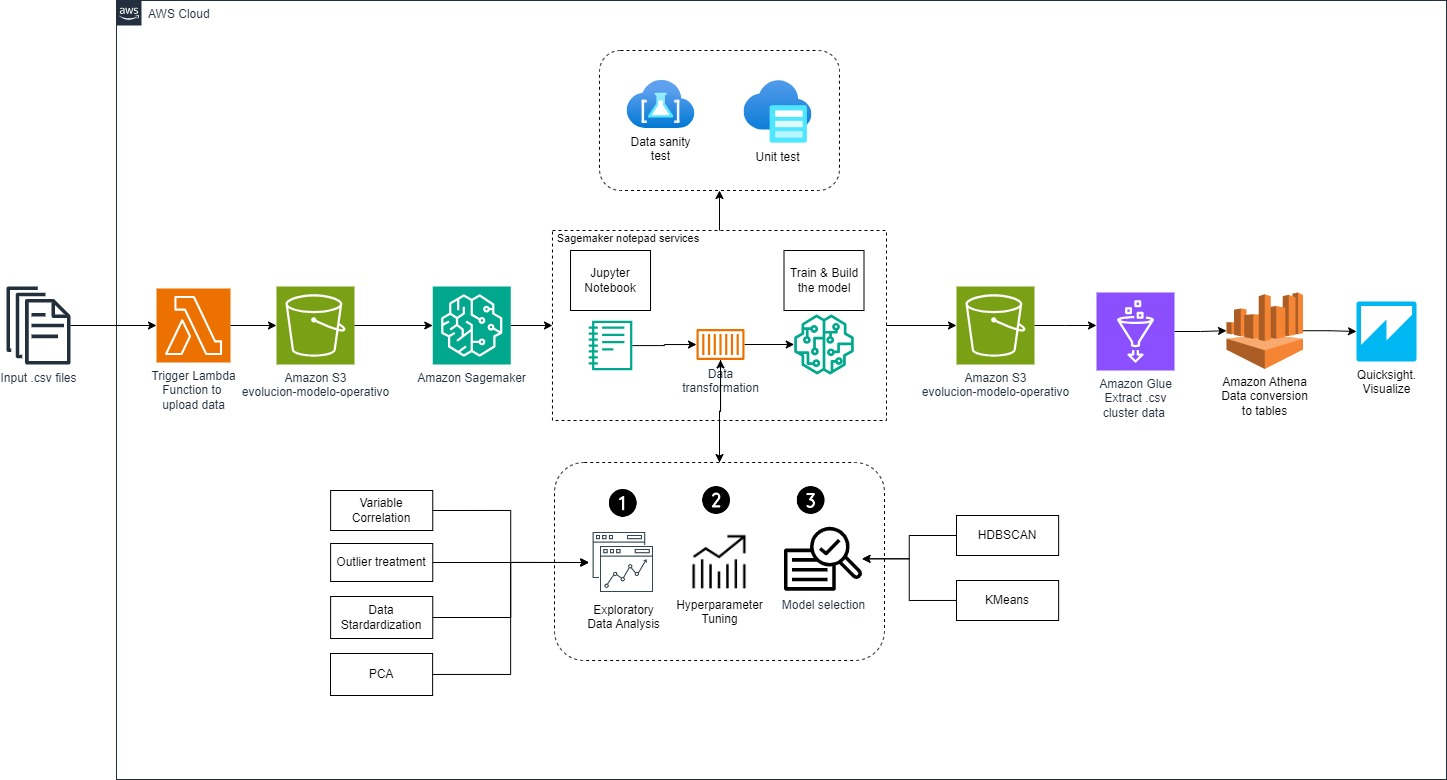 aws
AWS Cloud
Data sanity
test
Unit test
Sagemaker notepad services
Jupyter
Notebook
Train & Build
the model
Data
transformation
Input .csv files
Trigger Lambda
Function to
upload data
Amazon S3
evolucion-modelo-operativo
Amazon Sagemaker
Amazon S3
evolucion-modelo-operativo
Amazon Glue
Extract .csv
cluster data
Amazon Athena
Data conversion
to tables
Quicksight.
Visualize
Variable
Correlation
Outlier treatment
Data
Stardardization
PCA
1
2
3
Exploratory
Data Analysis
Hyperparameter
Tuning
Model selection
HDBSCAN
KMeans